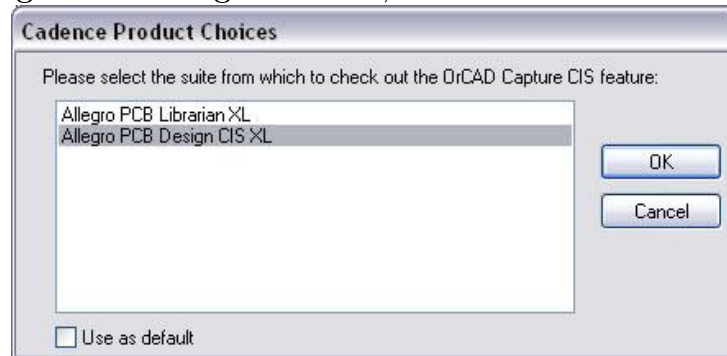 Cadence Product Choices
Please select the suite from which to check out the OrCAD Capture CIS feature:
Allegro PCB Librarian XL
Allegro PCB Design CIS XL
OK
Cancel
Use as default